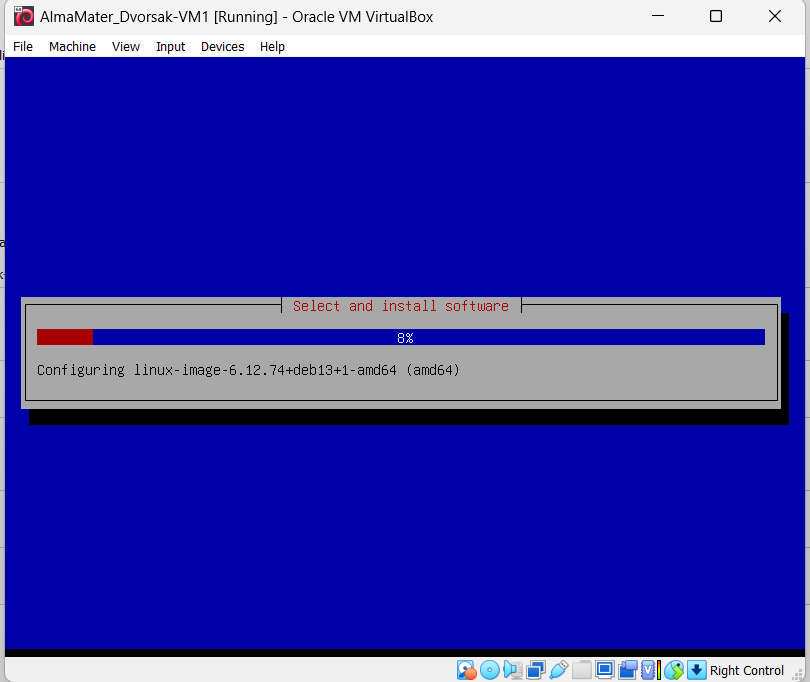 AlmaMater_Dvorsak-VM1 [Running] - Oracle VM VirtualBox
File Machine View Input Devices Help
Select and install software
8%
Configuring linux-image-6.12.74+deb13+1-amd64 (amd64)
Right Control